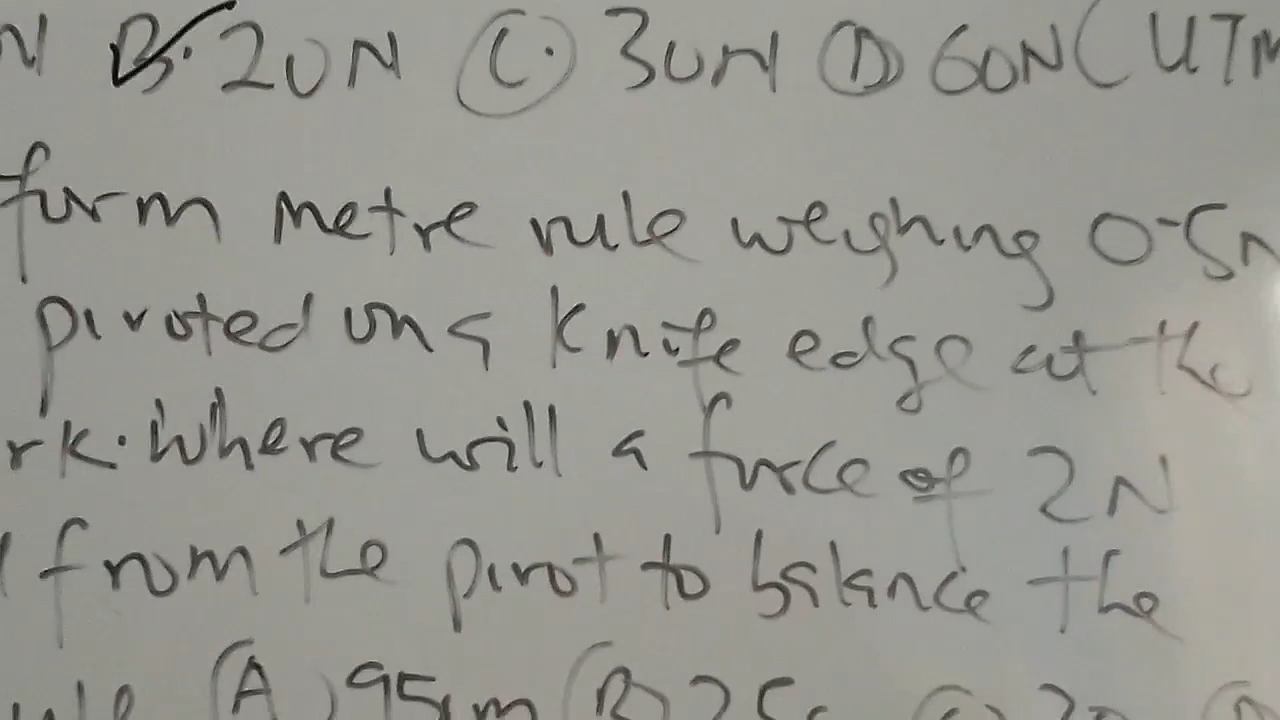 N B. 20N (C.) 30N (D) 60N (UTM
form metre rule weighing 0.5N
pivoted on a knife edge at the
rk. Where will a force of 2N
from the pivot to balance the
(A) 95cm (B)